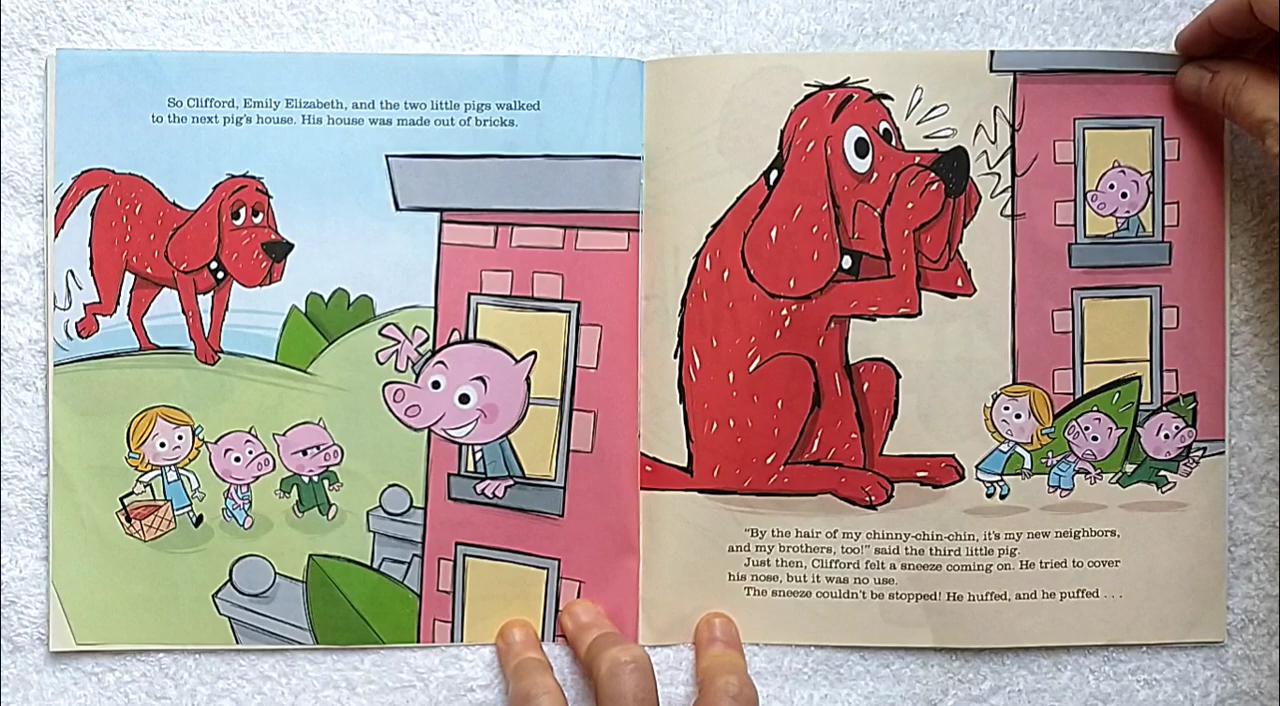 So Clifford, Emily Elizabeth, and the two little pigs walked
to the next pig's house. His house was made out of bricks.
"By the hair of my chinny-chin-chin, it's my new neighbors,
and my brothers, too!" said the third little pig.
Just then, Clifford felt a sneeze coming on. He tried to cover
his nose, but it was no use.
The sneeze couldn't be stopped! He huffed, and he puffed . . .